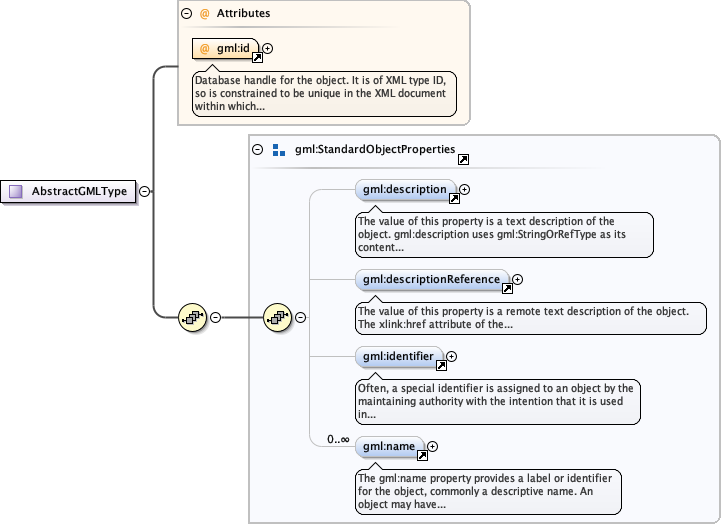 @ Attributes
@ gml:id
Database handle for the object. It is of XML type ID,
so is constrained to be unique in the XML document
within which...
gml:StandardObjectProperties
AbstractGMLType
gml:description
The value of this property is a text description of the
object. gml:description uses gml:StringOrRefType as its
content...
gml:descriptionReference
The value of this property is a remote text description of the object.
The xlink:href attribute of the...
gml:identifier
Often, a special identifier is assigned to an object by the
maintaining authority with the intention that it is used
in...
0..∞
gml:name
The gml:name property provides a label or identifier
for the object, commonly a descriptive name. An
object may have...